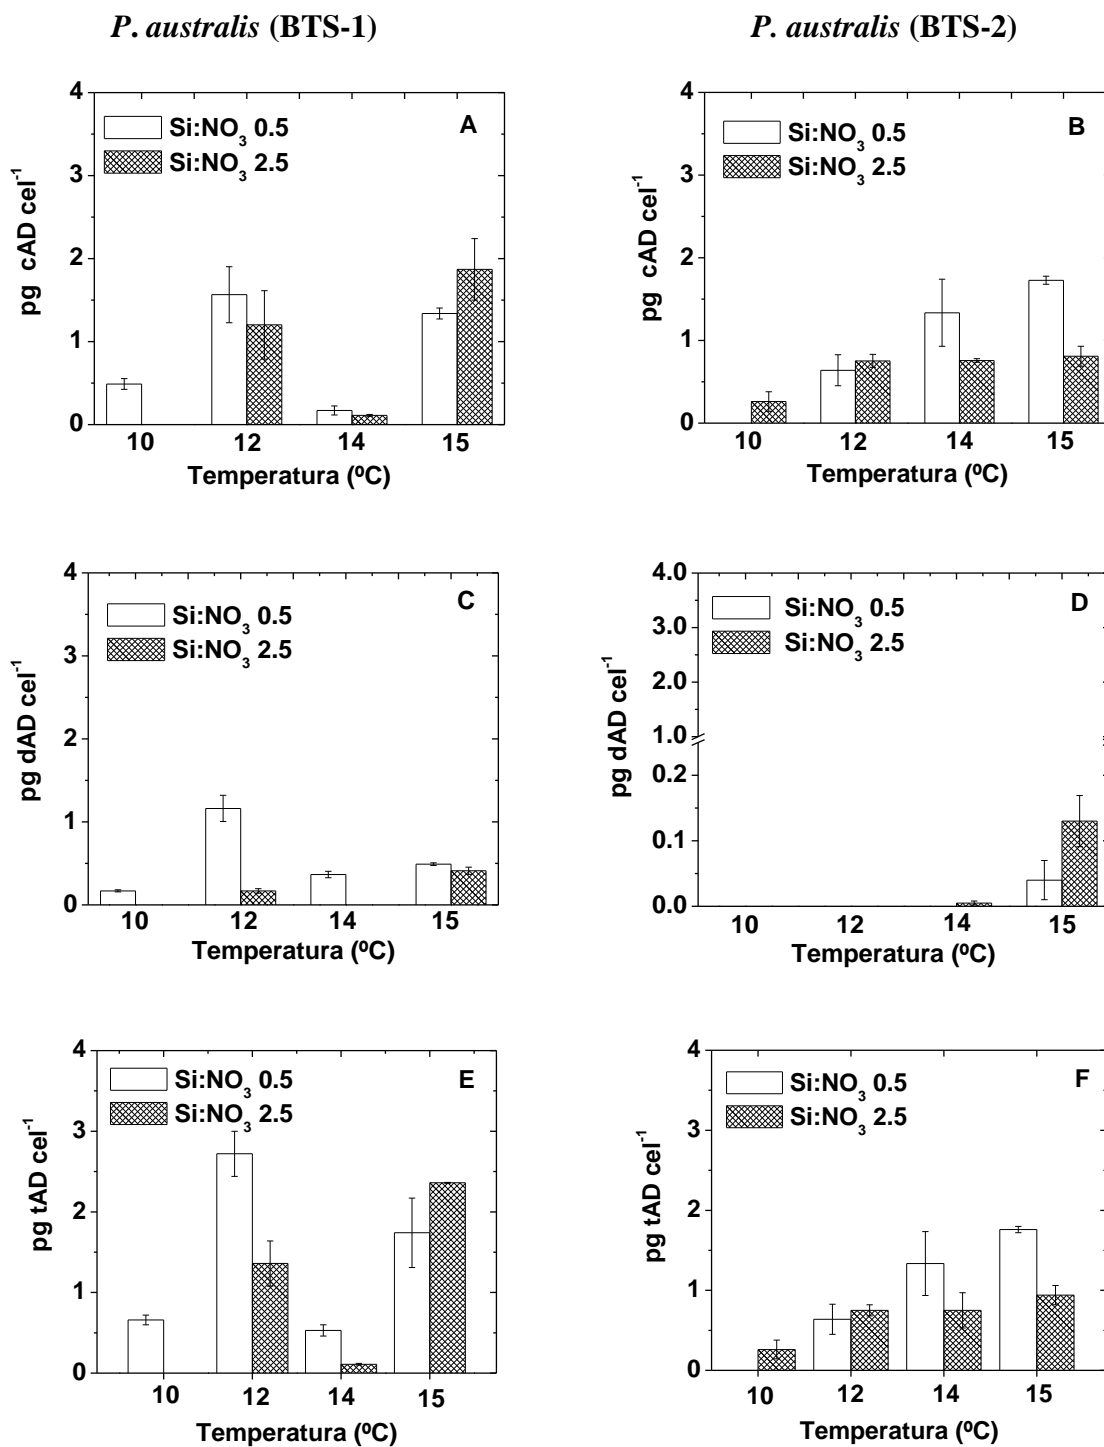 P. australis (BTS-1)
P. australis (BTS-2)
4
3
2
1
0
pg cAD cel⁻¹
Si:NO₃ 0.5
Si:NO₃ 2.5
A
10 12 14 15
Temperatura (ºC)
4
3
2
1
0
pg cAD cel⁻¹
Si:NO₃ 0.5
Si:NO₃ 2.5
B
10 12 14 15
Temperatura (ºC)
4
3
2
1
0
pg dAD cel⁻¹
Si:NO₃ 0.5
Si:NO₃ 2.5
C
10 12 14 15
Temperatura (ºC)
4.0
3.0
2.0
1.0
0.2
0.1
0.0
pg dAD cel⁻¹
Si:NO₃ 0.5
Si:NO₃ 2.5
D
10 12 14 15
Temperatura (ºC)
4
3
2
1
0
pg tAD cel⁻¹
Si:NO₃ 0.5
Si:NO₃ 2.5
E
10 12 14 15
Temperatura (ºC)
4
3
2
1
0
pg tAD cel⁻¹
Si:NO₃ 0.5
Si:NO₃ 2.5
F
10 12 14 15
Temperatura (ºC)